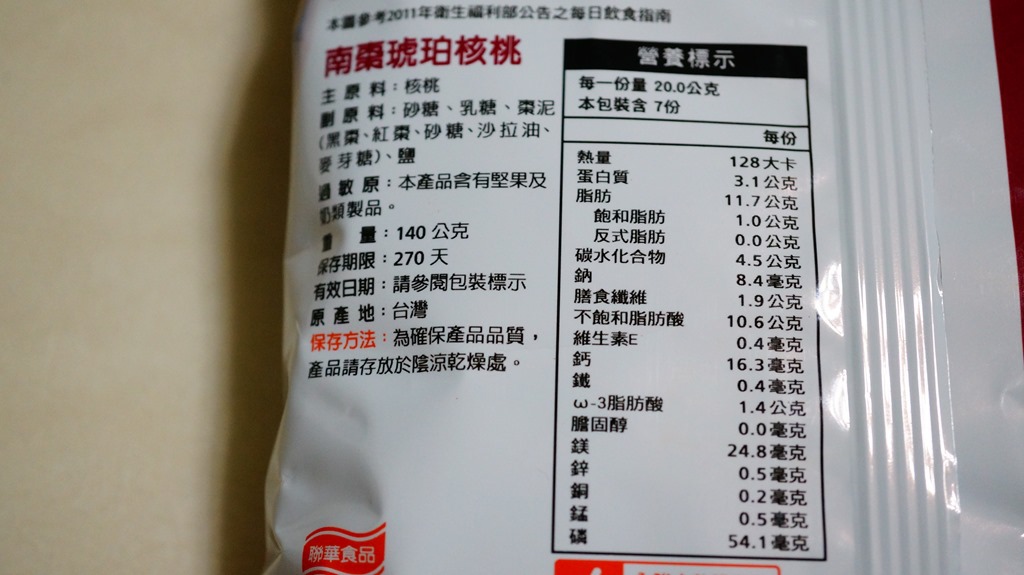 本圖參考2011年衛生福利部公告之每日飲食指南
南棗琥珀核桃
主原料：核桃
副原料：砂糖、乳糖、棗泥
(黑棗、紅棗、砂糖、沙拉油、
麥芽糖)、鹽
過敏原：本產品含有堅果及
奶類製品。
重量：140 公克
保存期限：270 天
有效日期：請參閱包裝標示
原產地：台灣
保存方法：為確保產品品質，
產品請存放於陰涼乾燥處。
聯華食品
營養標示
每一份量 20.0公克
本包裝含 7份
每份
熱量 128大卡
蛋白質 3.1公克
脂肪 11.7公克
飽和脂肪 1.0公克
反式脂肪 0.0公克
碳水化合物 4.5公克
鈉 8.4毫克
膳食纖維 1.9公克
不飽和脂肪酸 10.6公克
維生素E 0.4毫克
鈣 16.3毫克
鐵 0.4毫克
ω-3脂肪酸 1.4公克
膽固醇 0.0毫克
鎂 24.8毫克
鋅 0.5毫克
銅 0.2毫克
錳 0.5毫克
磷 54.1毫克